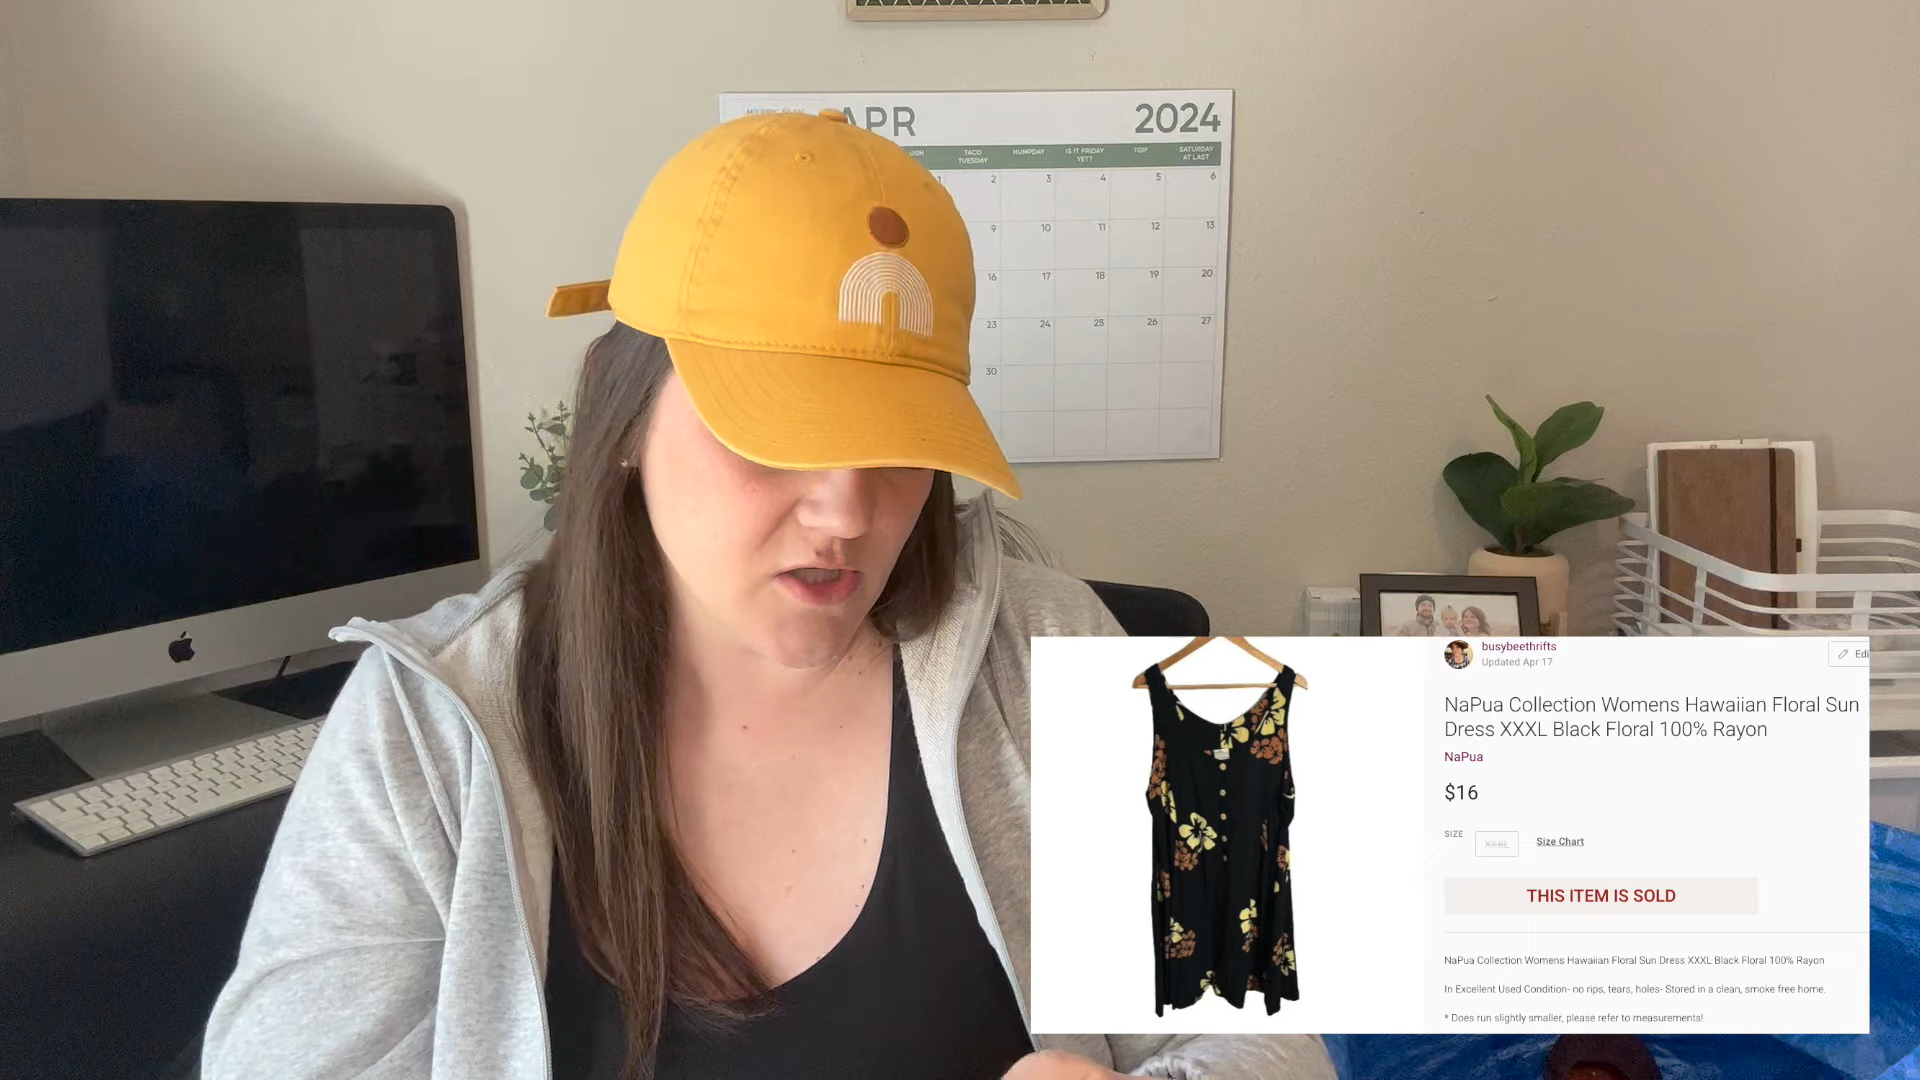 APR
2024
TACO
TUESDAY
HUMPDAY
IS IT FRIDAY
YET?
TGIF
SATURDAY
AT LAST
1 2 3 4 5 6
9 10 11 12 13
16 17 18 19 20
23 24 25 26 27
30
busybeethrifts
Updated Apr 17
Edi
NaPua Collection Womens Hawaiian Floral Sun
Dress XXXL Black Floral 100% Rayon
NaPua
$16
SIZE
XXXL
Size Chart
THIS ITEM IS SOLD
NaPua Collection Womens Hawaiian Floral Sun Dress XXXL Black Floral 100% Rayon
In Excellent Used Condition- no rips, tears, holes- Stored in a clean, smoke free home.
* Does run slightly smaller, please refer to measurements!